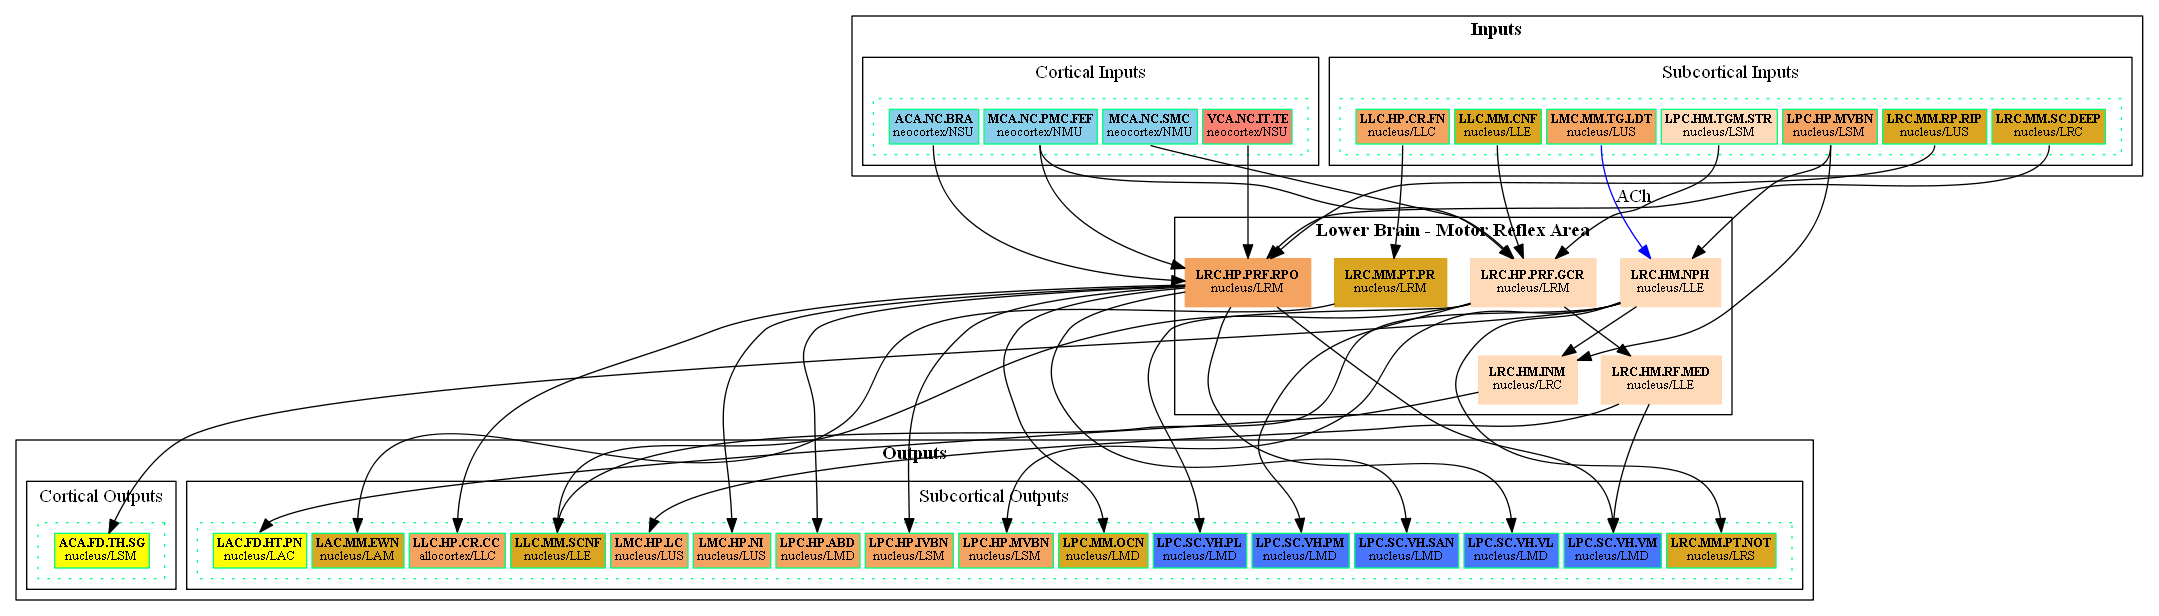 Inputs
Cortical Inputs
Subcortical Inputs
ACA.NC.BRA
neocortex/NSU
MCA.NC.PMC.FEF
neocortex/NMU
MCA.NC.SMC
neocortex/NMU
VCA.NC.IT.TE
neocortex/NSU
LLC.HP.CR.FN
nucleus/LLC
LLC.MM.CNF
nucleus/LLE
LMC.MM.TG.LDT
nucleus/LUS
LPC.HM.TGM.STR
nucleus/LSM
LPC.HP.MVBN
nucleus/LSM
LRC.MM.RP.RIP
nucleus/LUS
LRC.MM.SC.DEEP
nucleus/LRC
ACh
Lower Brain - Motor Reflex Area
LRC.HP.PRF.RPO
nucleus/LRM
LRC.MM.PT.PR
nucleus/LRM
LRC.HP.PRF.GCR
nucleus/LRM
LRC.HM.NPH
nucleus/LLE
LRC.HM.INM
nucleus/LRC
LRC.HM.RF.MED
nucleus/LLE
Outputs
Cortical Outputs
Subcortical Outputs
ACA.FD.TH.SG
nucleus/LSM
LAC.FD.HT.PN
nucleus/LAC
LAC.MM.EWN
nucleus/LAM
LLC.HP.CR.CC
allocortex/LLC
LLC.MM.SCNF
nucleus/LLE
LMC.HP.LC
nucleus/LUS
LMC.HP.NI
nucleus/LUS
LPC.HP.ABD
nucleus/LMD
LPC.HP.IVBN
nucleus/LSM
LPC.HP.MVBN
nucleus/LSM
LPC.MM.OCN
nucleus/LMD
LPC.SC.VH.PL
nucleus/LMD
LPC.SC.VH.PM
nucleus/LMD
LPC.SC.VH.SAN
nucleus/LMD
LPC.SC.VH.VL
nucleus/LMD
LPC.SC.VH.VM
nucleus/LMD
LRC.MM.PT.NOT
nucleus/LRS